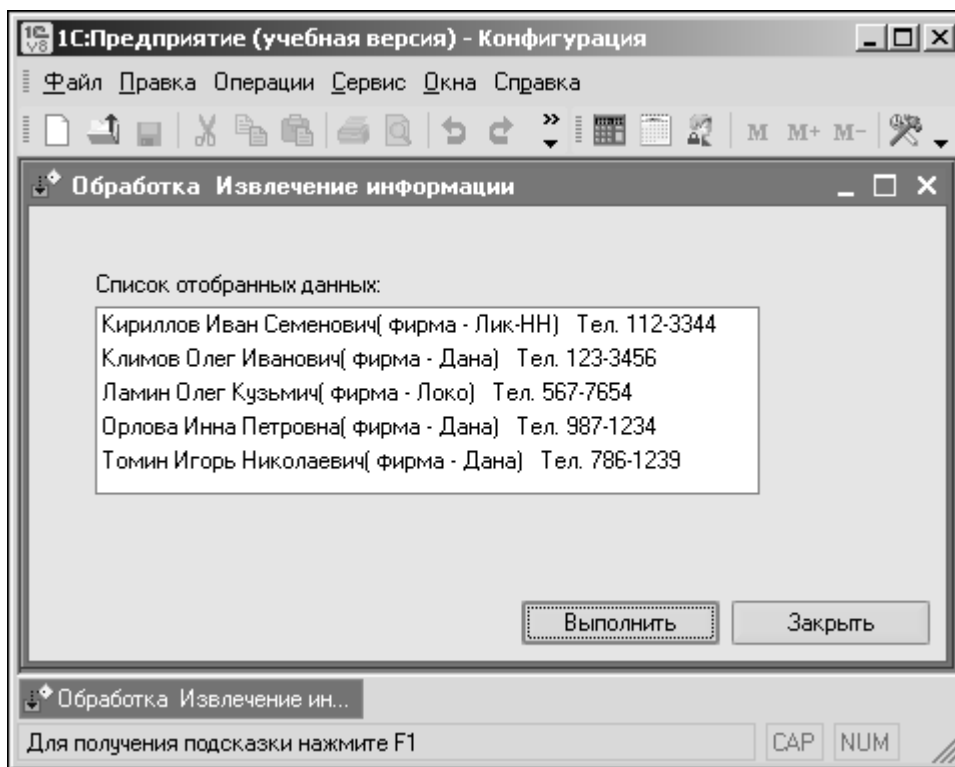 1С:Предприятие (учебная версия) - Конфигурация
Файл Правка Операции Сервис Окна Справка
M M+ M-
Обработка Извлечение информации
Список отобранных данных:
Кириллов Иван Семенович( фирма - Лик-НН) Тел. 112-3344
Климов Олег Иванович( фирма - Дана) Тел. 123-3456
Ламин Олег Кузьмич( фирма - Локо) Тел. 567-7654
Орлова Инна Петровна( фирма - Дана) Тел. 987-1234
Томин Игорь Николаевич( фирма - Дана) Тел. 786-1239
Выполнить Закрыть
Обработка Извлечение ин...
Для получения подсказки нажмите F1 CAP NUM